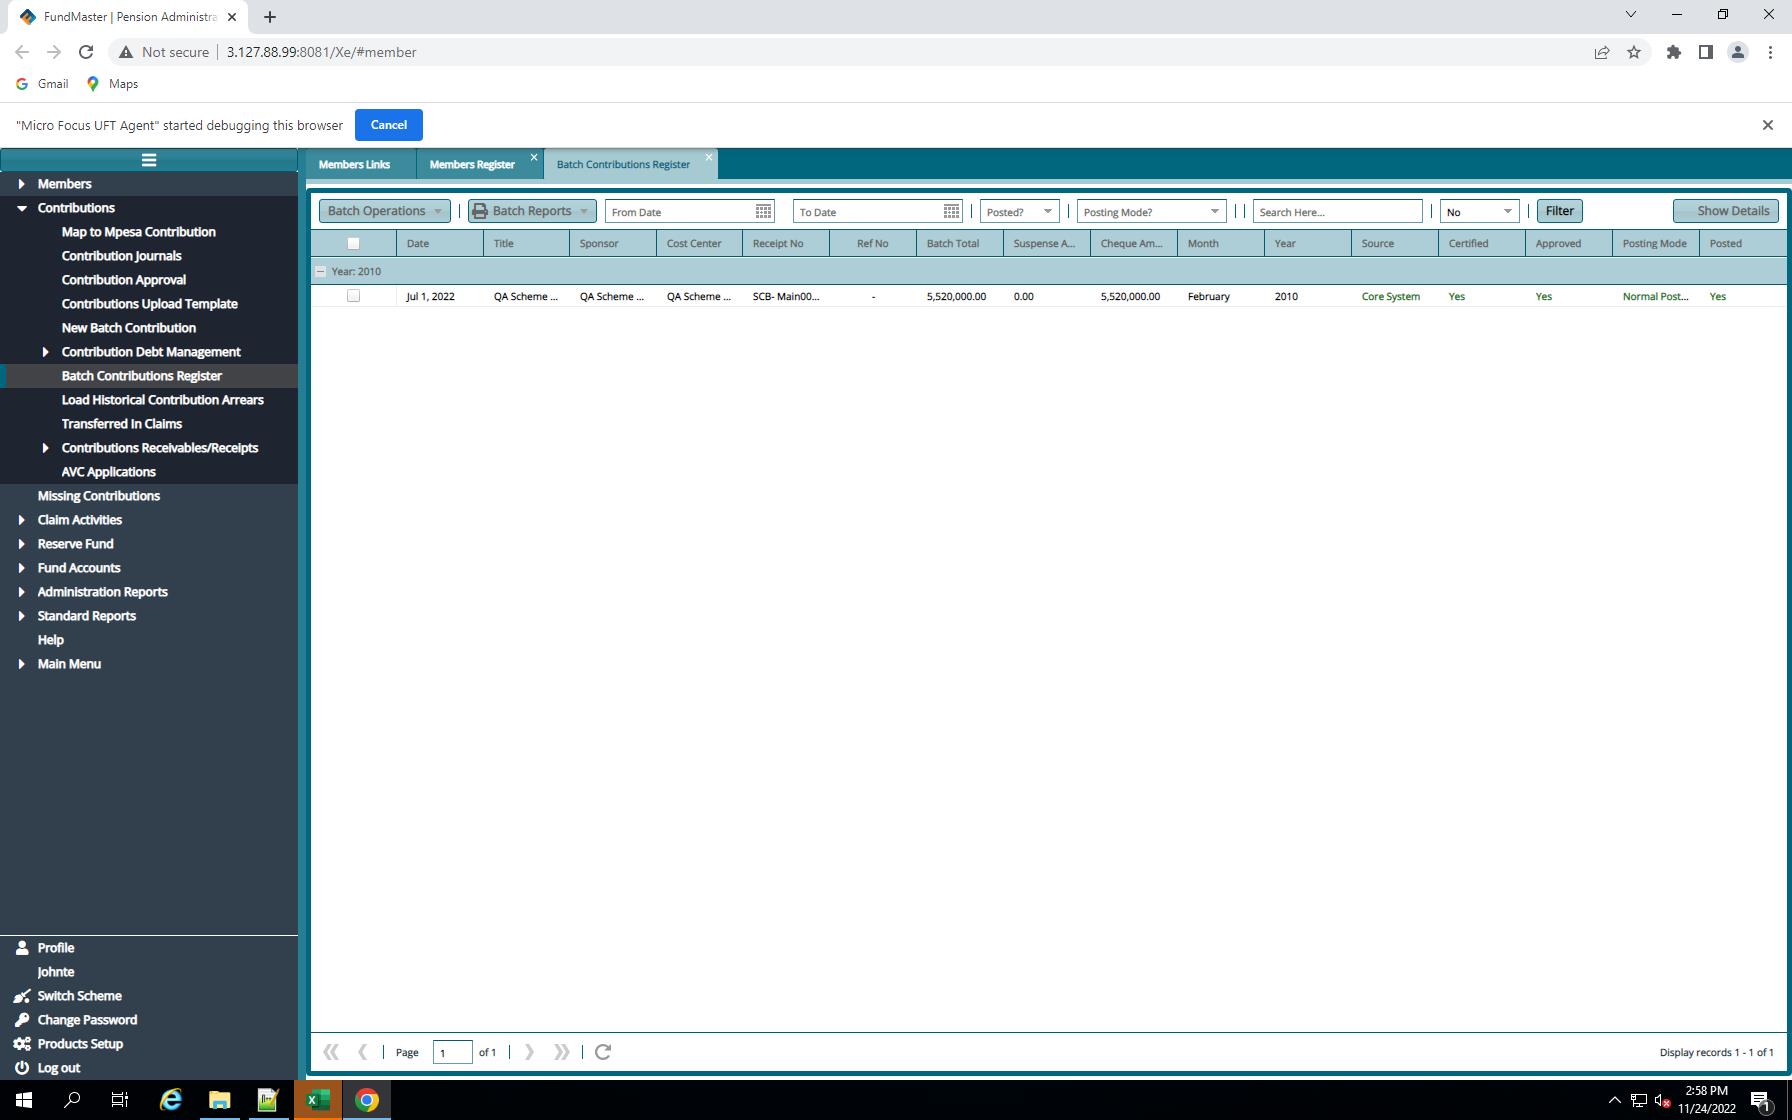 FundMaster | Pension Administra
Not secure
3.127.88.99:8081/Xe/#member
Gmail
Maps
"Micro Focus UFT Agent" started debugging this browser
Cancel
Members Links
Members Register
Batch Contributions Register
Members
Contributions
Map to Mpesa Contribution
Contribution Journals
Contribution Approval
Contributions Upload Template
New Batch Contribution
Contribution Debt Management
Batch Contributions Register
Load Historical Contribution Arrears
Transferred In Claims
Contributions Receivables/Receipts
AVC Applications
Missing Contributions
Claim Activities
Reserve Fund
Fund Accounts
Administration Reports
Standard Reports
Help
Main Menu
Profile
Johnte
Switch Scheme
Change Password
Products Setup
Log out
Batch Operations
Batch Reports
From Date
To Date
Posted?
Posting Mode?
Search Here...
No
Filter
Show Details
Date Title Sponsor Cost Center Receipt No Ref No Batch Total Suspense A... Cheque Am... Month Year Source Certified Approved Posting Mode Posted
Year: 2010
Jul 1, 2022 QA Scheme ... QA Scheme ... QA Scheme ... SCB- Main00... - 5,520,000.00 0.00 5,520,000.00 February 2010 Core System Yes Yes Normal Post... Yes
Page 1 of 1
Display records 1 - 1 of 1
2:58 PM
11/24/2022
1